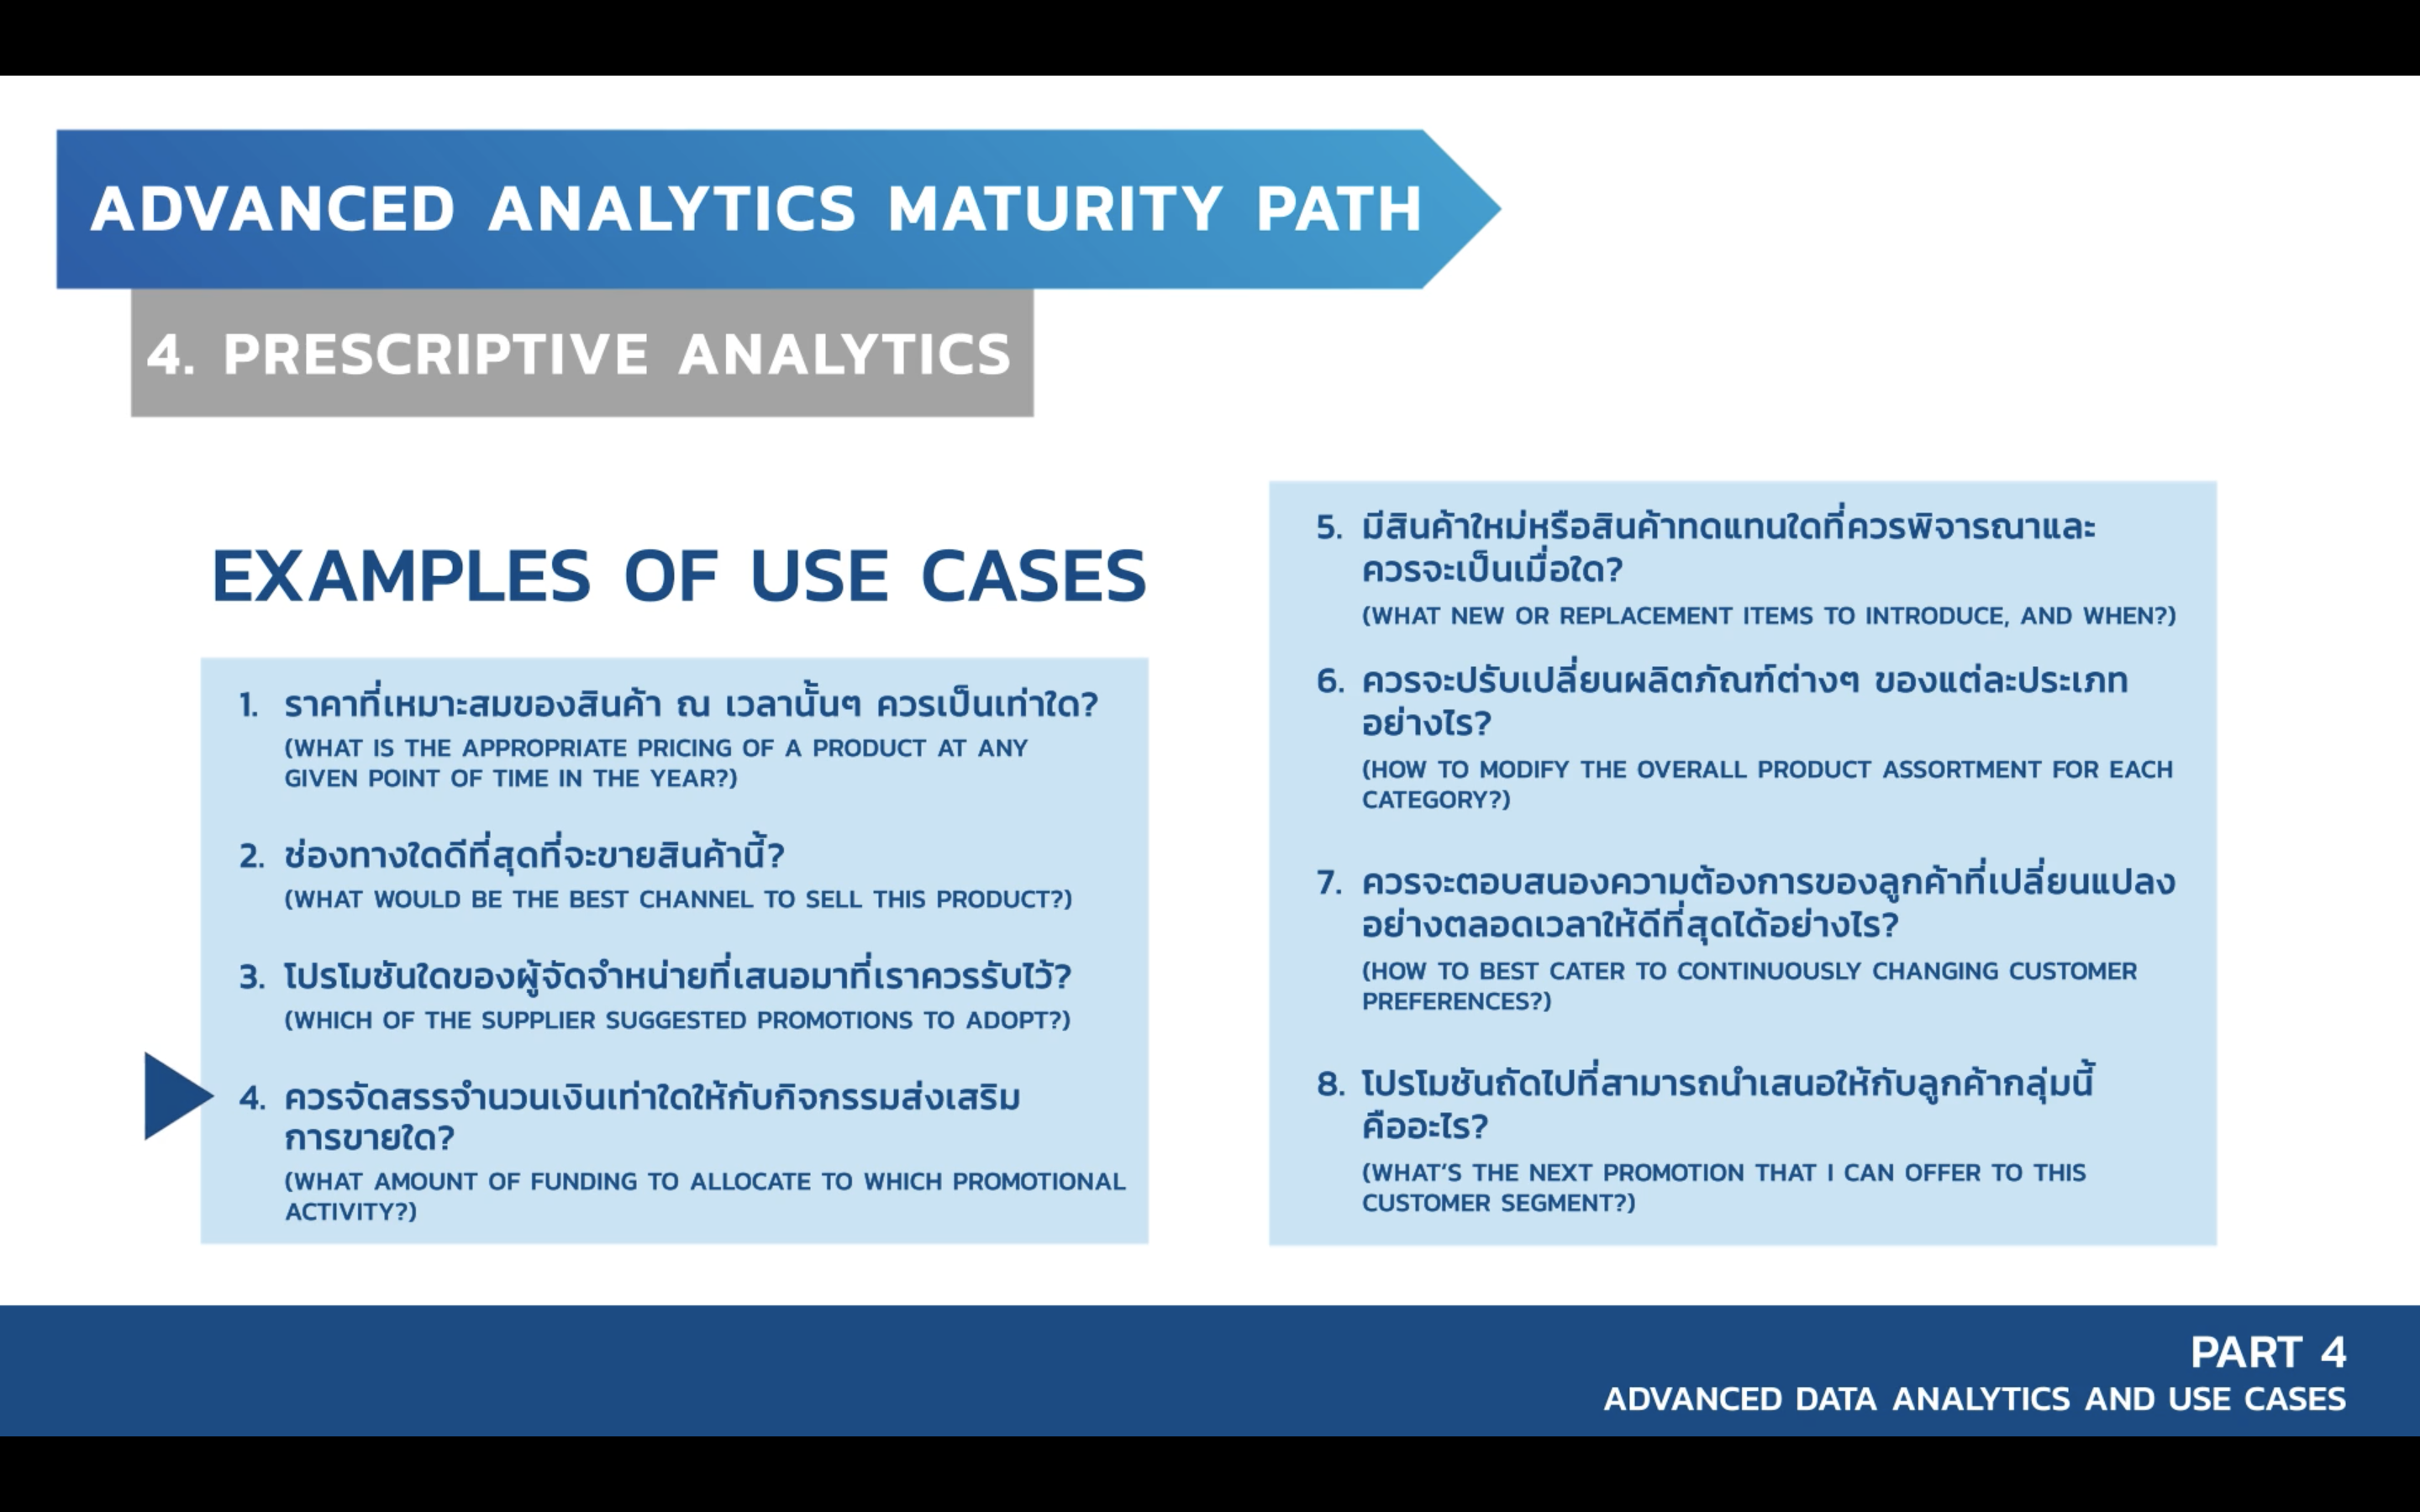 ADVANCED ANALYTICS MATURITY PATH
4. PRESCRIPTIVE ANALYTICS
EXAMPLES OF USE CASES
1. ราคาที่เหมาะสมของสินค้า ณ เวลานั้นๆ ควรเป็นเท่าใด?
(WHAT IS THE APPROPRIATE PRICING OF A PRODUCT AT ANY
GIVEN POINT OF TIME IN THE YEAR?)
2. ช่องทางใดดีที่สุดที่จะขายสินค้านี้?
(WHAT WOULD BE THE BEST CHANNEL TO SELL THIS PRODUCT?)
3. โปรโมชันใดของผู้จัดจำหน่ายที่เสนอมาที่เราควรรับไว้?
(WHICH OF THE SUPPLIER SUGGESTED PROMOTIONS TO ADOPT?)
4. ควรจัดสรรจำนวนเงินเท่าใดให้กับกิจกรรมส่งเสริม
การขายใด?
(WHAT AMOUNT OF FUNDING TO ALLOCATE TO WHICH PROMOTIONAL
ACTIVITY?)
5. มีสินค้าใหม่หรือสินค้าทดแทนใดที่ควรพิจารณาและ
ควรจะเป็นเมื่อใด?
(WHAT NEW OR REPLACEMENT ITEMS TO INTRODUCE, AND WHEN?)
6. ควรจะปรับเปลี่ยนผลิตภัณฑ์ต่างๆ ของแต่ละประเภท
อย่างไร?
(HOW TO MODIFY THE OVERALL PRODUCT ASSORTMENT FOR EACH
CATEGORY?)
7. ควรจะตอบสนองความต้องการของลูกค้าที่เปลี่ยนแปลง
อย่างตลอดเวลาให้ดีที่สุดได้อย่างไร?
(HOW TO BEST CATER TO CONTINUOUSLY CHANGING CUSTOMER
PREFERENCES?)
8. โปรโมชันถัดไปที่สามารถนำเสนอให้กับลูกค้ากลุ่มนี้
คืออะไร?
(WHAT'S THE NEXT PROMOTION THAT I CAN OFFER TO THIS
CUSTOMER SEGMENT?)
PART 4
ADVANCED DATA ANALYTICS AND USE CASES